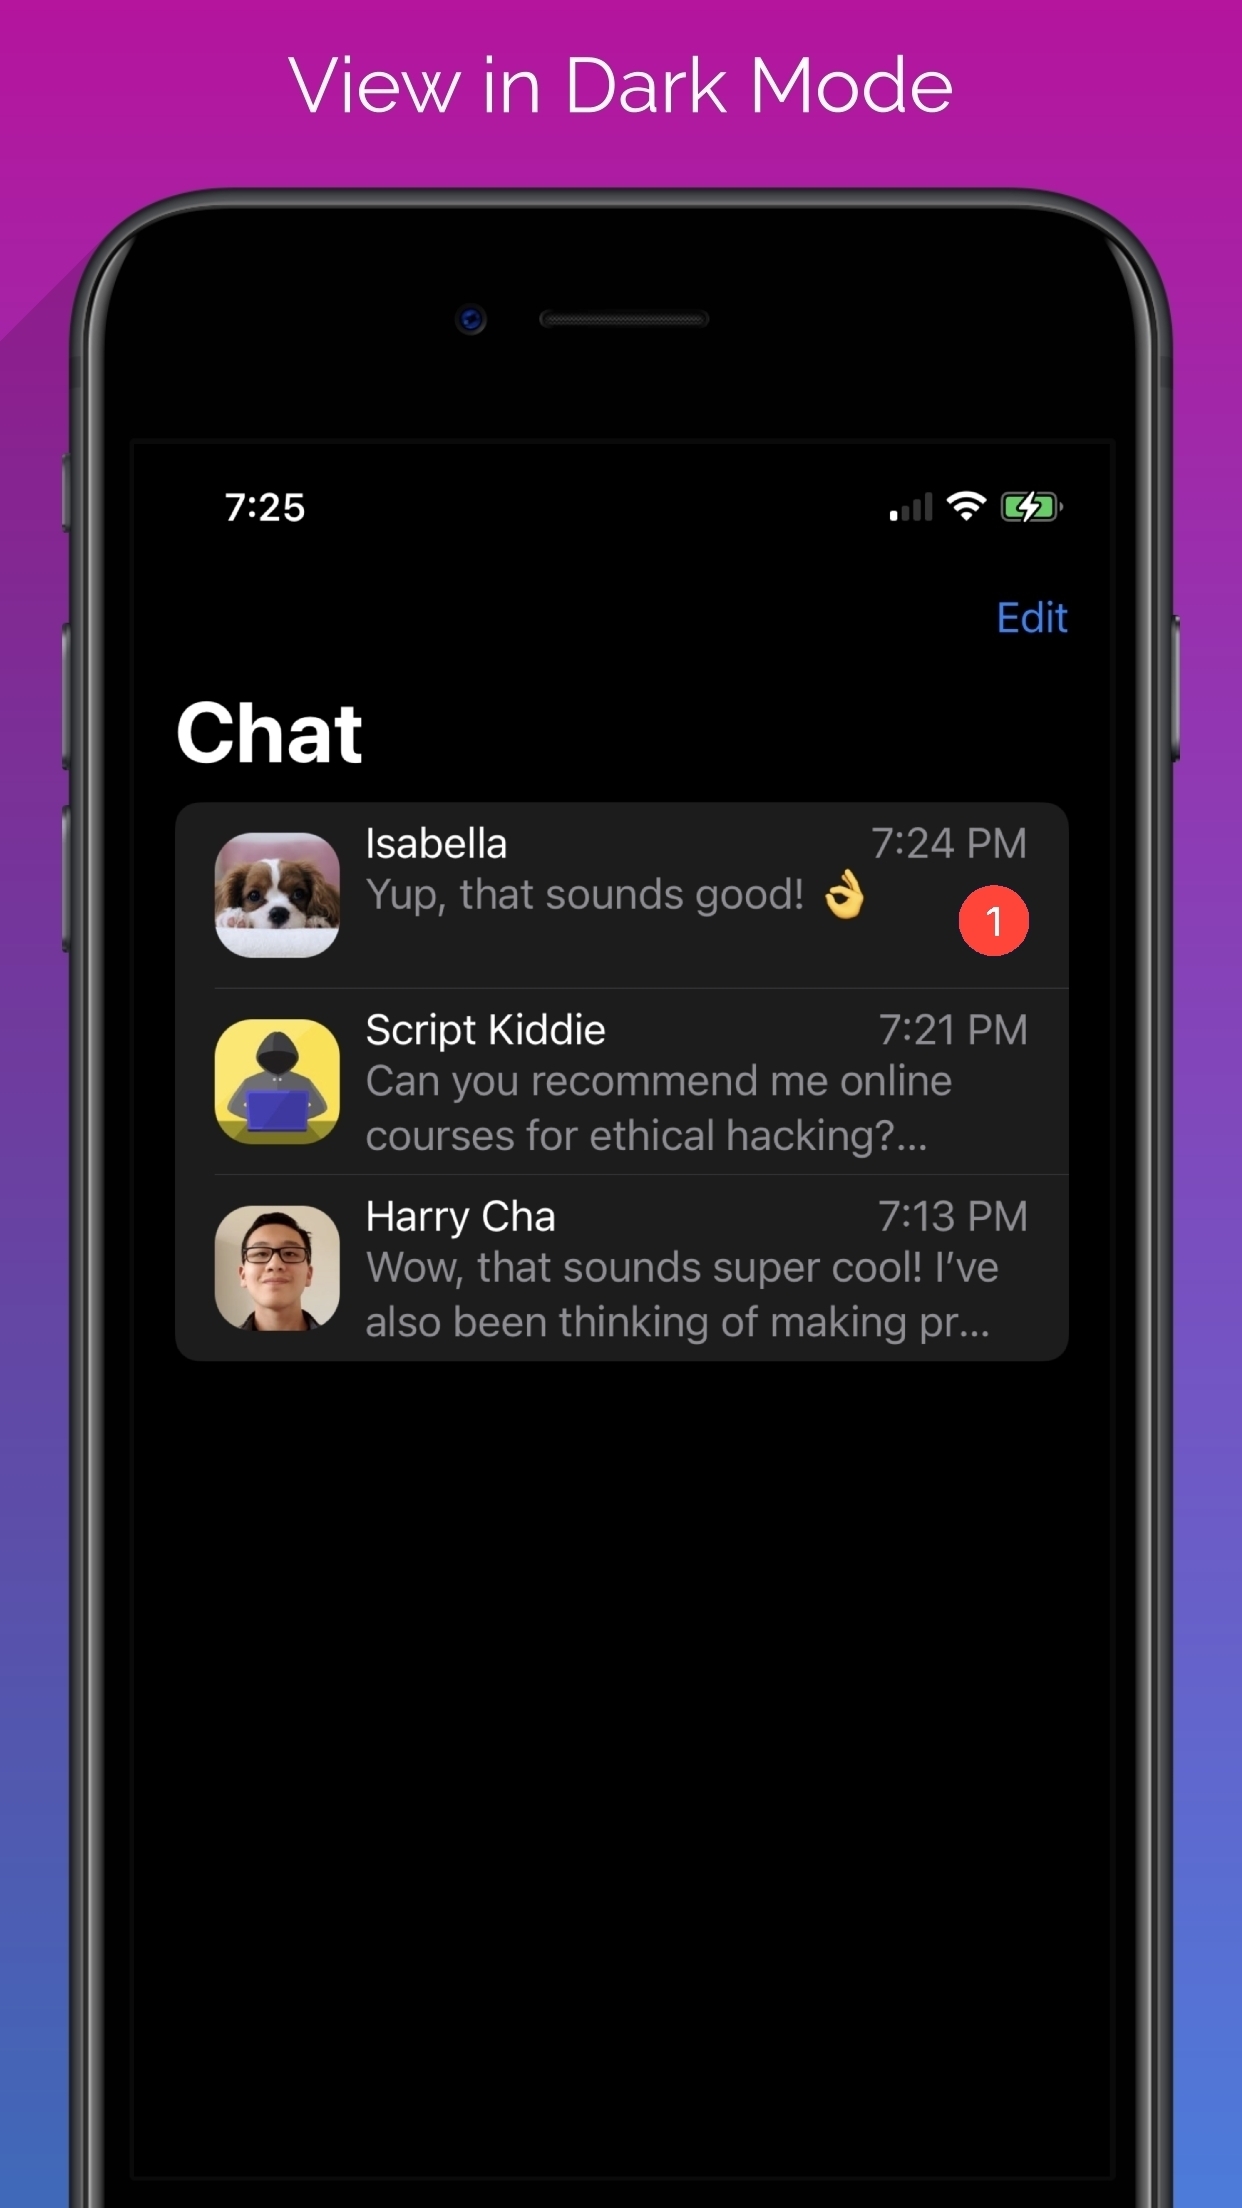 View in Dark Mode
7:25
Edit
Chat
Isabella
7:24 PM
Yup, that sounds good! 👌
1
Script Kiddie
7:21 PM
Can you recommend me online
courses for ethical hacking?...
Harry Cha
7:13 PM
Wow, that sounds super cool! I’ve
also been thinking of making pr...